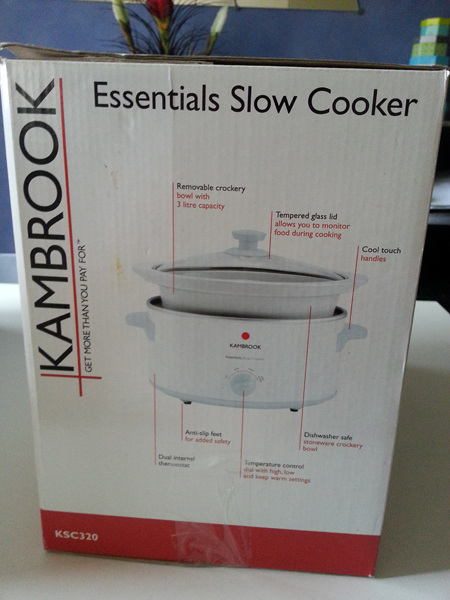 Essentials Slow Cooker
KAMBROOK
GET MORE THAN YOU PAY FOR™
Removable crockery
bowl with
3 litre capacity
Tempered glass lid
allows you to monitor
food during cooking
Cool touch
handles
KAMBROOK
Anti-slip feet
for added safety
Dishwasher safe
stoneware crockery
bowl
Dual internal
Temperature control
dial with high, low
and keep warm settings
KSC320